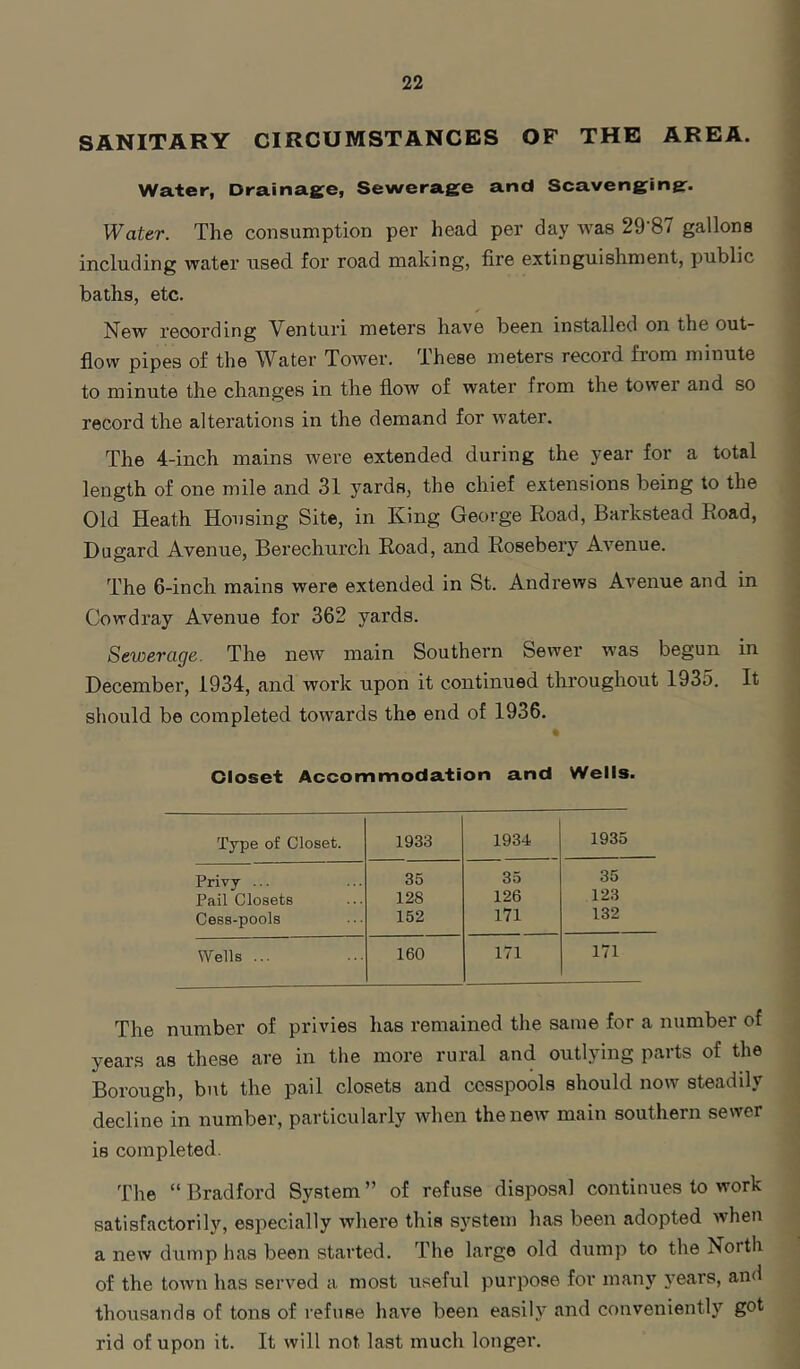 22
SANITARY CIRCUMSTANCES OF THE AREA.
Water, Drainage, Sewerage and Scavenging.
Water. The consumption per head per day was 29·87 gallons
including water used for road making, fire extinguishment, public
baths, etc.
New recording Venturi meters have been installed on the out-
flow pipes of the Water Tower. These meters record from minute
to minute the changes in the flow of water from the tower and so
record the alterations in the demand for water.
The 4-inch mains were extended during the year for a total
length of one mile and 31 yards, the chief extensions being to the
Old Heath Housing Site, in King George Road, Barkstead Road,
Dugard Avenue, Berechurch Road, and Rosebery Avenue.
The 6-inch mains were extended in St. Andrews Avenue and in
Cowdray Avenue for 362 yards.
Sewerage. The new main Southern Sewer was begun in
December, 1934, and work upon it continued throughout 1935. It
should be completed towards the end of 1936.
Closet Accommodation and Wells.
Type of Closet. 1933 1934 1935
Privy ... ... 35 35 35
Pail Closets ... 128 126 123
Cess-pools ... 152 171 132
Wells ... ... 160 171 171
The number of privies has remained the same for a number of
years as these are in the more rural and outlying parts of the
Borough, but the pail closets and cesspools should now steadily
decline in number, particularly when the new main southern sewer
is completed.
The “Bradford System” of refuse disposal continues to work
satisfactorily, especially where this system has been adopted when
a new dump has been started. The large old dump to the North
of the town has served a most useful purpose for many years, and
thousands of tons of refuse have been easily and conveniently got
rid of upon it. It will not last much longer.